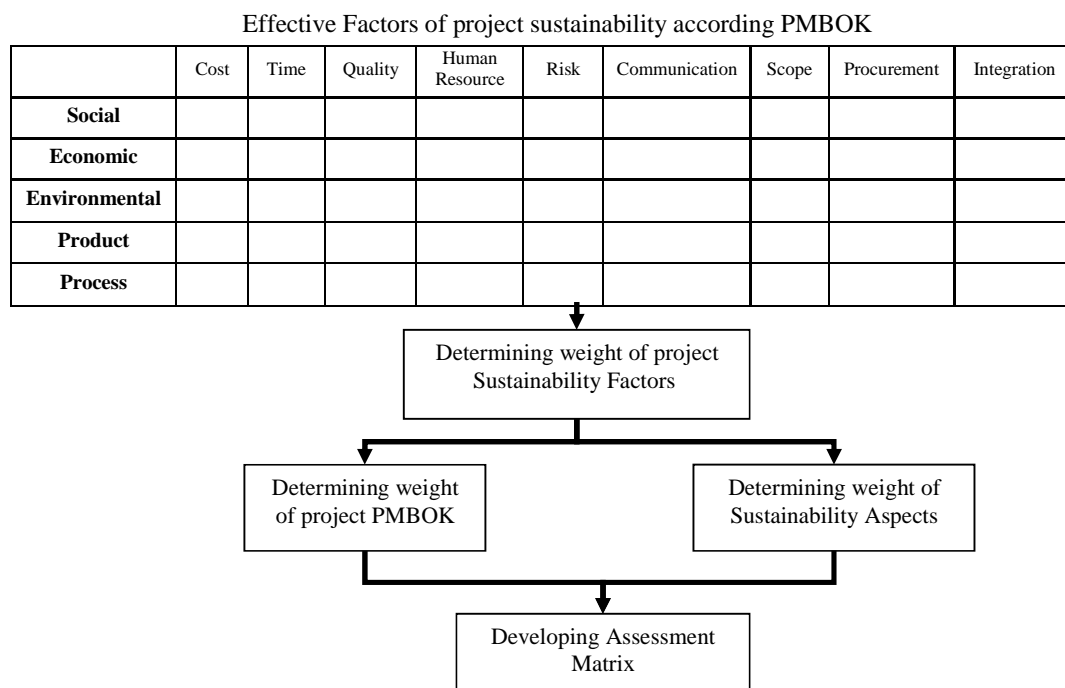 Effective Factors of project sustainability according PMBOK
Cost Time Quality Human Resource Risk Communication Scope Procurement Integration
Social
Economic
Environmental
Product
Process
Determining weight of project
Sustainability Factors
Determining weight
of project PMBOK
Determining weight of
Sustainability Aspects
Developing Assessment
Matrix